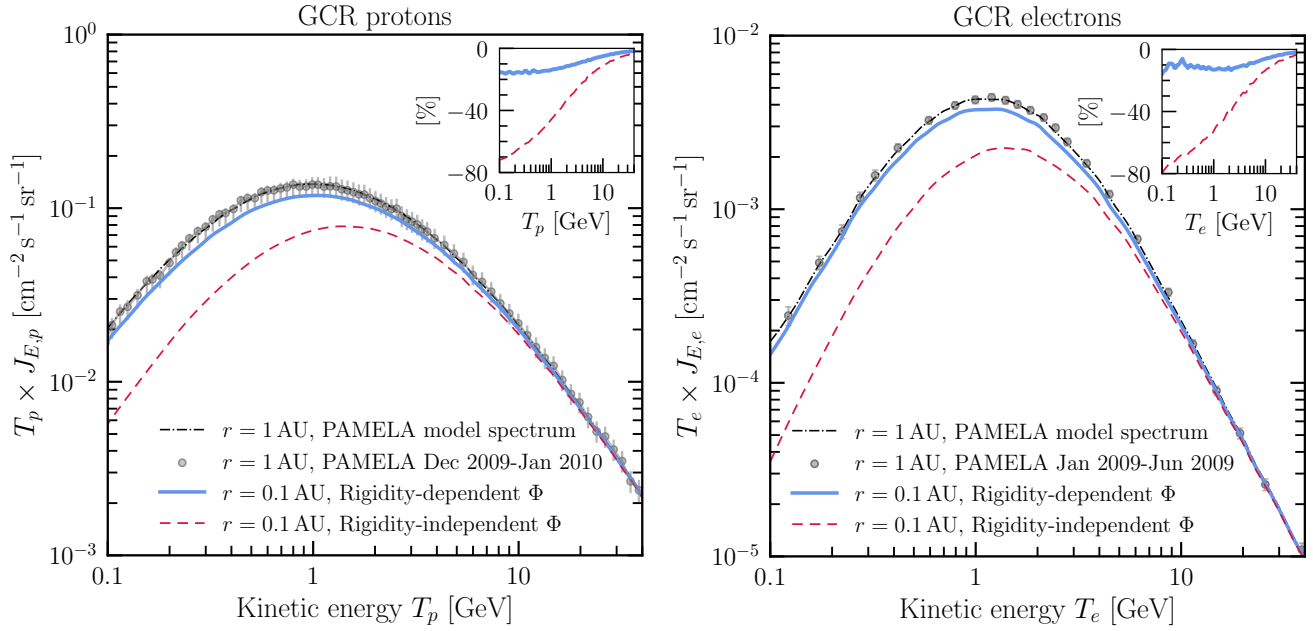 GCR protons
10^0
10^−1
10^−2
10^−3
T_p × J_{E,p} [cm^−2 s^−1 sr^−1]
0.1 1 10
Kinetic energy T_p [GeV]
0
−40
−80
[%]
0.1 1 10
T_p [GeV]
r = 1 AU, PAMELA model spectrum
r = 1 AU, PAMELA Dec 2009-Jan 2010
r = 0.1 AU, Rigidity-dependent Φ
r = 0.1 AU, Rigidity-independent Φ
GCR electrons
10^−2
10^−3
10^−4
10^−5
T_e × J_{E,e} [cm^−2 s^−1 sr^−1]
0.1 1 10
Kinetic energy T_e [GeV]
0
−40
−80
[%]
0.1 1 10
T_e [GeV]
r = 1 AU, PAMELA model spectrum
r = 1 AU, PAMELA Jan 2009-Jun 2009
r = 0.1 AU, Rigidity-dependent Φ
r = 0.1 AU, Rigidity-independent Φ